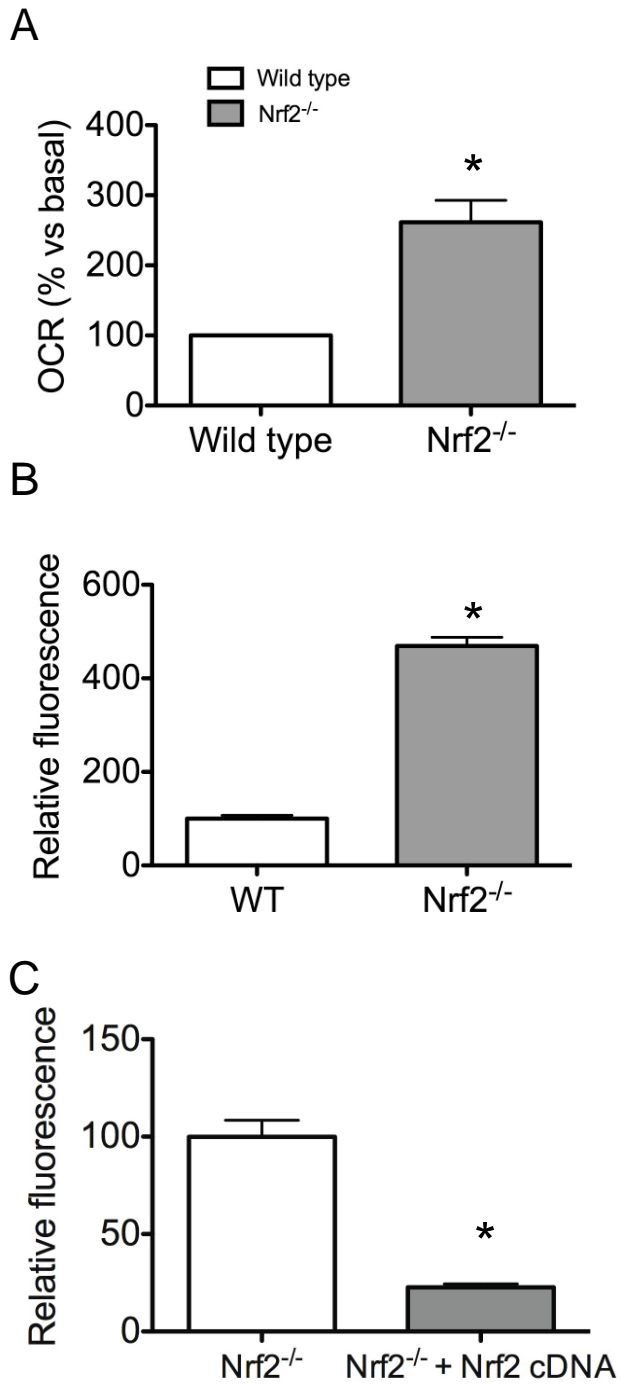 A
Wild type
Nrf2-/-
OCR (% vs basal)
400
300
200
100
0
*
Wild type Nrf2-/-
B
Relative fluorescence
600
400
200
0
*
WT Nrf2-/-
C
Relative fluorescence
150
100
50
0
*
Nrf2-/- Nrf2-/- + Nrf2 cDNA